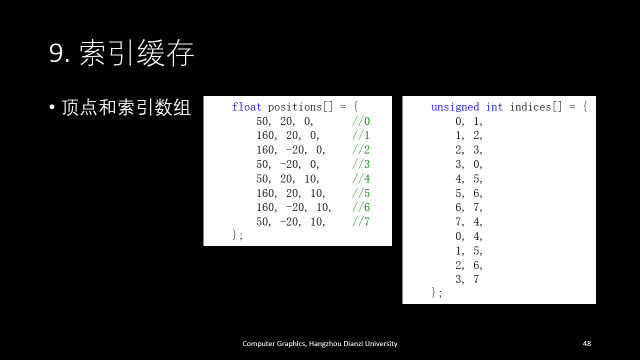 9. 索引缓存
• 顶点和索引数组
float positions[] = {
50, 20, 0, //0
160, 20, 0, //1
160, -20, 0, //2
50, -20, 0, //3
50, 20, 10, //4
160, 20, 10, //5
160, -20, 10, //6
50, -20, 10, //7
};
unsigned int indices[] = {
0, 1,
1, 2,
2, 3,
3, 0,
4, 5,
5, 6,
6, 7,
7, 4,
0, 4,
1, 5,
2, 6,
3, 7
};
Computer Graphics, Hangzhou Dianzi University
48